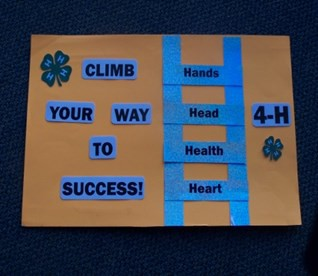 H H H H
CLIMB
YOUR WAY
TO
SUCCESS!
Hands
Head
Health
Heart
4-H